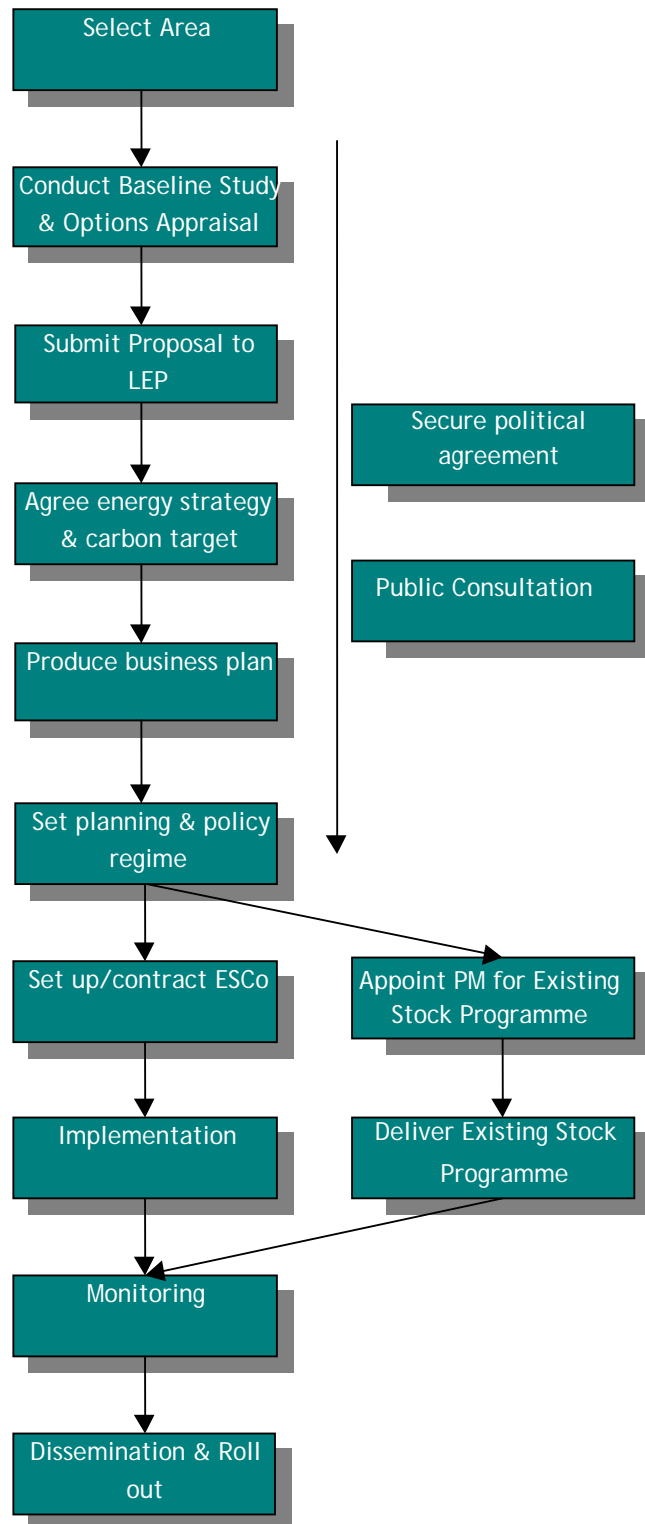 Select Area
Conduct Baseline Study
& Options Appraisal
Submit Proposal to
LEP
Secure political
agreement
Agree energy strategy
& carbon target
Public Consultation
Produce business plan
Set planning & policy
regime
Set up/contract ESCo
Appoint PM for Existing
Stock Programme
Implementation
Deliver Existing Stock
Programme
Monitoring
Dissemination & Roll
out